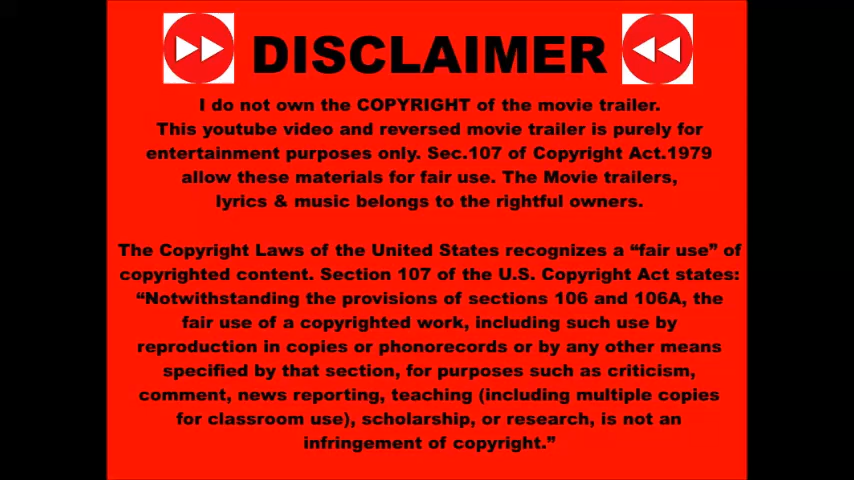 DISCLAIMER
I do not own the COPYRIGHT of the movie trailer.
This youtube video and reversed movie trailer is purely for
entertainment purposes only. Sec.107 of Copyright Act.1979
allow these materials for fair use. The Movie trailers,
lyrics & music belongs to the rightful owners.
The Copyright Laws of the United States recognizes a “fair use” of
copyrighted content. Section 107 of the U.S. Copyright Act states:
“Notwithstanding the provisions of sections 106 and 106A, the
fair use of a copyrighted work, including such use by
reproduction in copies or phonorecords or by any other means
specified by that section, for purposes such as criticism,
comment, news reporting, teaching (including multiple copies
for classroom use), scholarship, or research, is not an
infringement of copyright.”